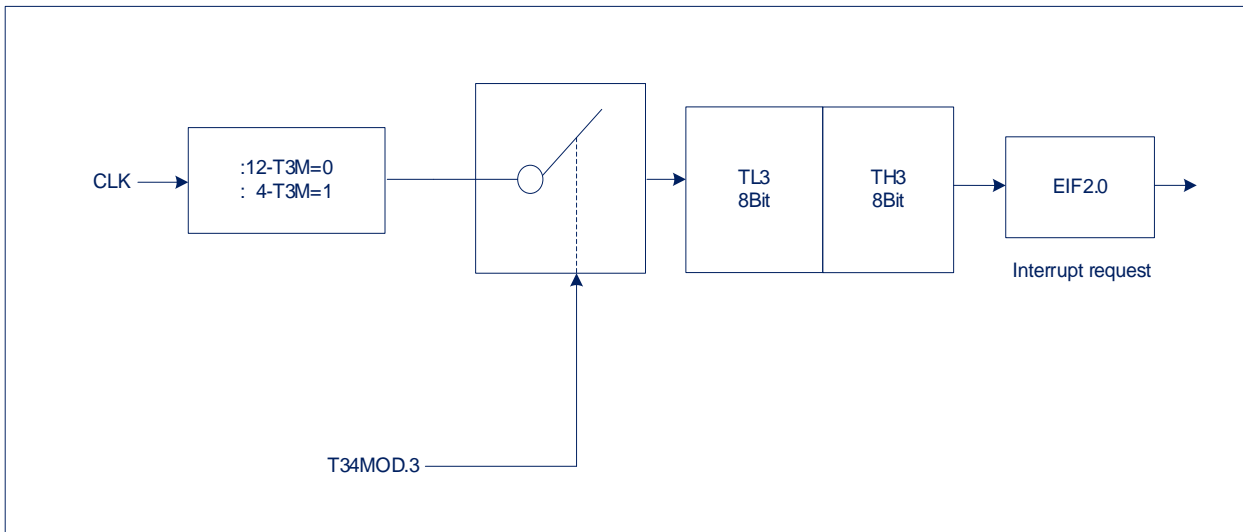 CLK
:12-T3M=0
: 4-T3M=1
TL3
8Bit
TH3
8Bit
EIF2.0
Interrupt request
T34MOD.3